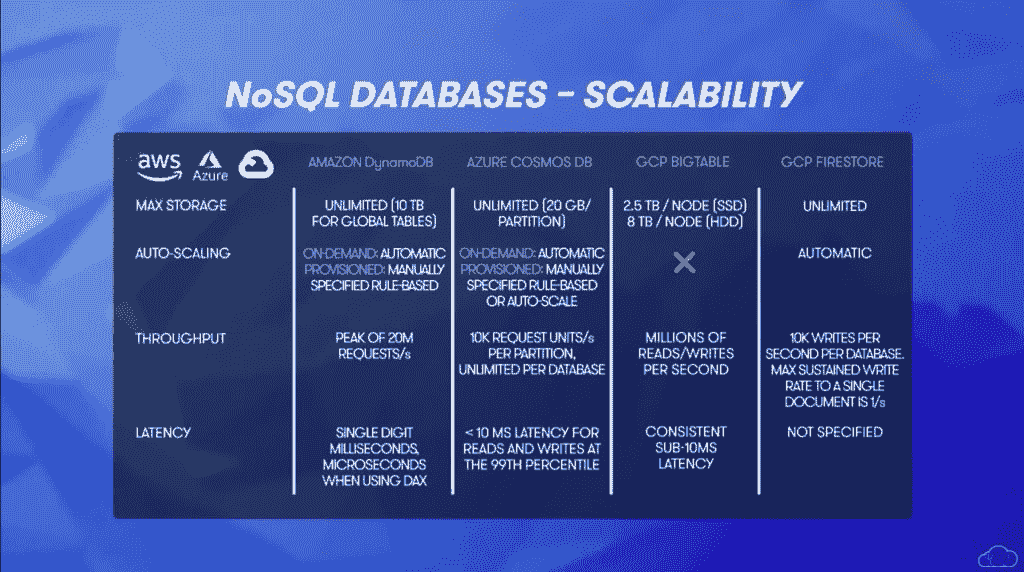 NoSQL DATABASES – SCALABILITY
aws
Azure
AMAZON DynamoDB
AZURE COSMOS DB
GCP BIGTABLE
GCP FIRESTORE
MAX STORAGE
UNLIMITED (10 TB
FOR GLOBAL TABLES)
UNLIMITED (20 GB/
PARTITION)
2.5 TB / NODE (SSD)
8 TB / NODE (HDD)
UNLIMITED
AUTO-SCALING
ON-DEMAND: AUTOMATIC
PROVISIONED: MANUALLY
SPECIFIED RULE-BASED
ON-DEMAND: AUTOMATIC
PROVISIONED: MANUALLY
SPECIFIED RULE-BASED
OR AUTO-SCALE
AUTOMATIC
THROUGHPUT
PEAK OF 20M
REQUESTS/s
10K REQUEST UNITS/s
PER PARTITION,
UNLIMITED PER DATABASE
MILLIONS OF
READS/WRITES
PER SECOND
10K WRITES PER
SECOND PER DATABASE.
MAX SUSTAINED WRITE
RATE TO A SINGLE
DOCUMENT IS 1/s
LATENCY
SINGLE DIGIT
MILLISECONDS,
MICROSECONDS
WHEN USING DAX
< 10 MS LATENCY FOR
READS AND WRITES AT
THE 99TH PERCENTILE
CONSISTENT
SUB-10MS
LATENCY
NOT SPECIFIED